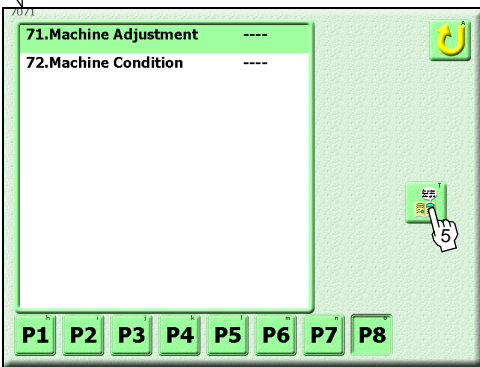 7071
A
71.Machine Adjustment ----
72.Machine Condition ----
T
5
h i j k l m n o
P1 P2 P3 P4 P5 P6 P7 P8